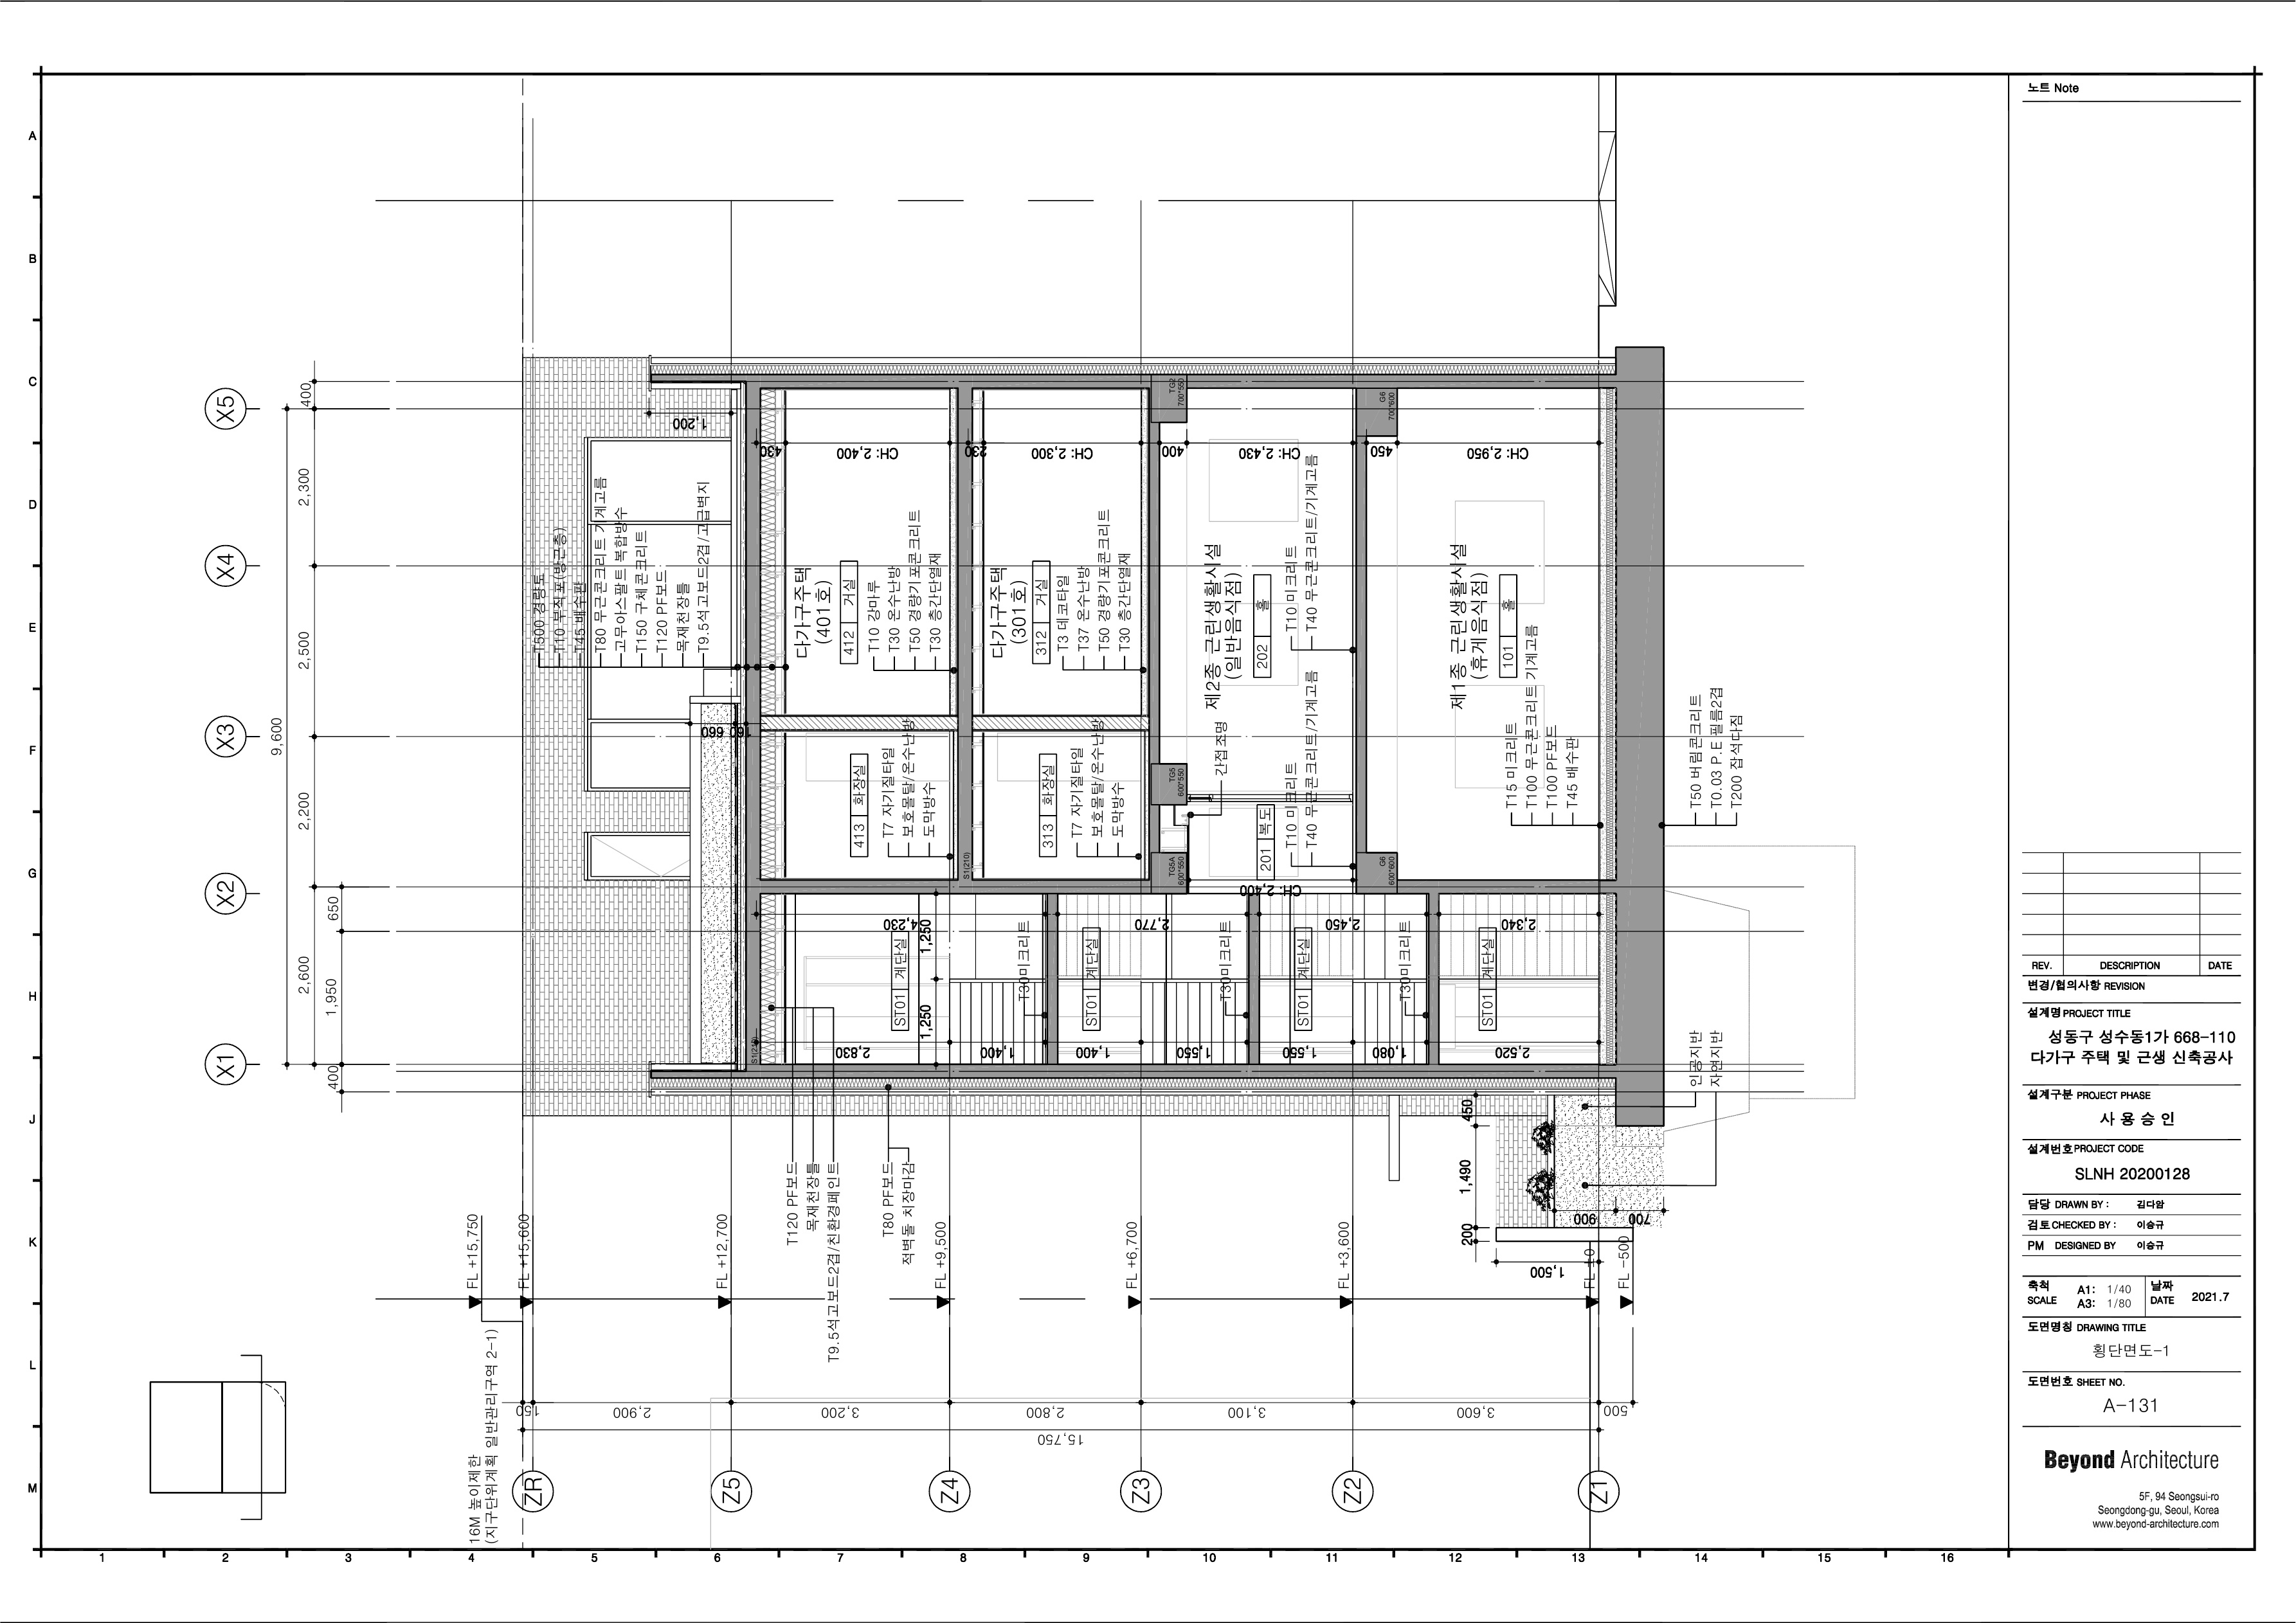 노트 Note
A
B
C
D
E
F
G
H
J
K
L
M
1
2
3
4
5
6
7
8
9
10
11
12
13
14
15
16
X5
X4
X3
X2
X1
400
2,300
2,500
2,200
2,600
9,600
650
1,950
400
T500 경량토
T10 부직포(방근층)
T45 배수판
T80 무근콘크리트 기계고름
고무아스팔트 복합방수
T150 구체콘크리트
T120 PF보드
목재천장틀
T9.5석고보드2겹/고급벽지
1,200
660
160
430
CH: 2,400
230
CH: 2,300
400
CH: 2,430
450
CH: 2,950
TG2
700*550
G6
700*600
다가구주택
(401호)
412 거실
T10 강마루
T30 온수난방
T50 경량기포콘크리트
T30 층간단열재
다가구주택
(301호)
312 거실
T3 데코타일
T37 온수난방
T50 경량기포콘크리트
T30 층간단열재
제2종 근린생활시설
(일반음식점)
202 홀
T10 미크리트
T40 무근콘크리트/기계고름
제1종 근린생활시설
(휴게음식점)
101 홀
T15 미크리트
T100 무근콘크리트 기계고름
T100 PF보드
T45 배수판
T50 버림콘크리트
T0.03 P.E 필름2겹
T200 잡석다짐
413 화장실
T7 자기질타일
보호몰탈/온수난방
도막방수
313 화장실
T7 자기질타일
보호몰탈/온수난방
도막방수
간접조명
201 복도
T10 미크리트
T40 무근콘크리트/기계고름
TG5
600*550
TG5A
600*550
G6
600*600
S1(210)
S1(210)
CH: 2,400
4,230
2,770
2,450
2,340
1,250
1,250
ST01 계단실
T30미크리트
ST01 계단실
T30미크리트
ST01 계단실
T30미크리트
ST01 계단실
2,830
1,400
1,400
1,550
1,550
1,080
2,520
인공지반
자연지반
T120 PF보드
목재천장틀
T9.5석고보드2겹/친환경페인트
T80 PF보드
적벽돌 치장마감
450
1,490
200
900
700
1,500
FL +15,750
FL +15,600
FL +12,700
FL +9,500
FL +6,700
FL +3,600
FL ±0
FL -500
16M 높이제한
(지구단위계획 일반관리구역 2-1)
150
2,900
3,200
2,800
3,100
3,600
500
15,750
ZR
Z5
Z4
Z3
Z2
Z1
REV. DESCRIPTION DATE
변경/협의사항 REVISION
설계명 PROJECT TITLE
성동구 성수동1가 668-110
다가구 주택 및 근생 신축공사
설계구분 PROJECT PHASE
사 용 승 인
설계번호 PROJECT CODE
SLNH 20200128
담당 DRAWN BY : 김다왐
검토 CHECKED BY : 이승규
PM DESIGNED BY 이승규
축척 SCALE A1: 1/40 A3: 1/80
날짜 DATE 2021.7
도면명칭 DRAWING TITLE
횡단면도-1
도면번호 SHEET NO.
A-131
Beyond Architecture
5F, 94 Seongsui-ro
Seongdong-gu, Seoul, Korea
www.beyond-architecture.com